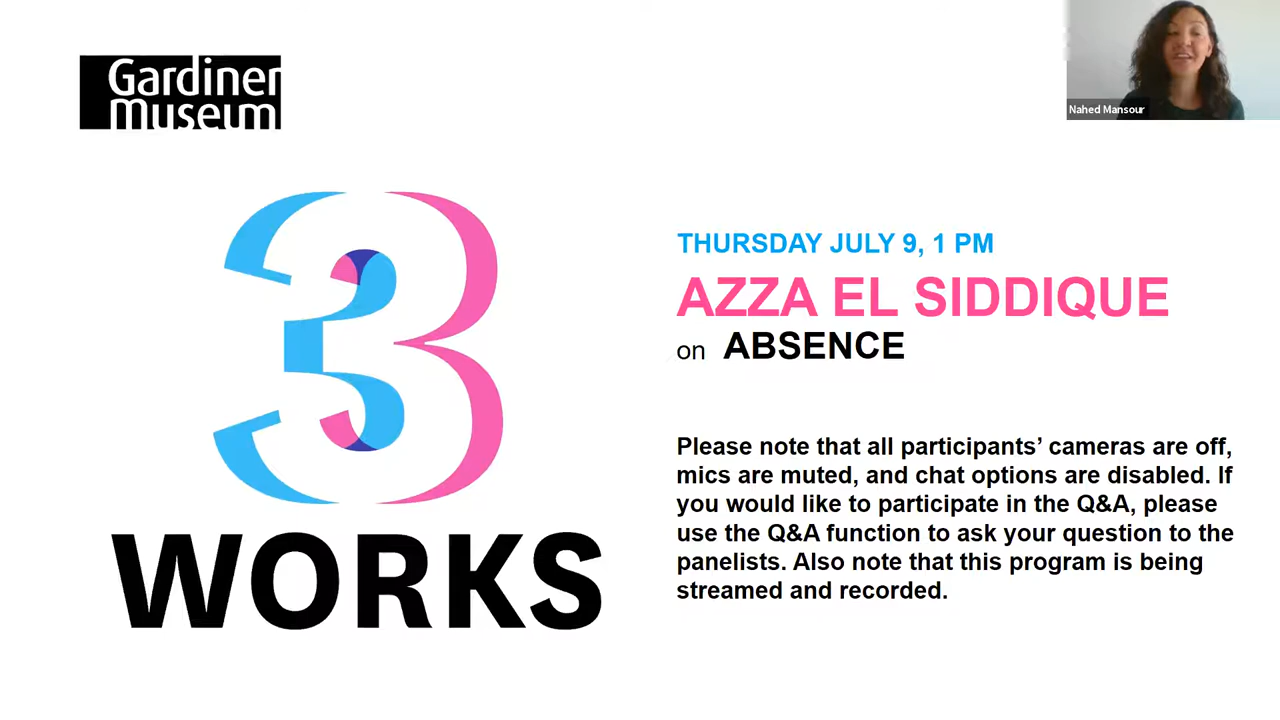 Gardiner
Museum
Nahed Mansour
3
WORKS
THURSDAY JULY 9, 1 PM
AZZA EL SIDDIQUE
on ABSENCE
Please note that all participants’ cameras are off,
mics are muted, and chat options are disabled. If
you would like to participate in the Q&A, please
use the Q&A function to ask your question to the
panelists. Also note that this program is being
streamed and recorded.